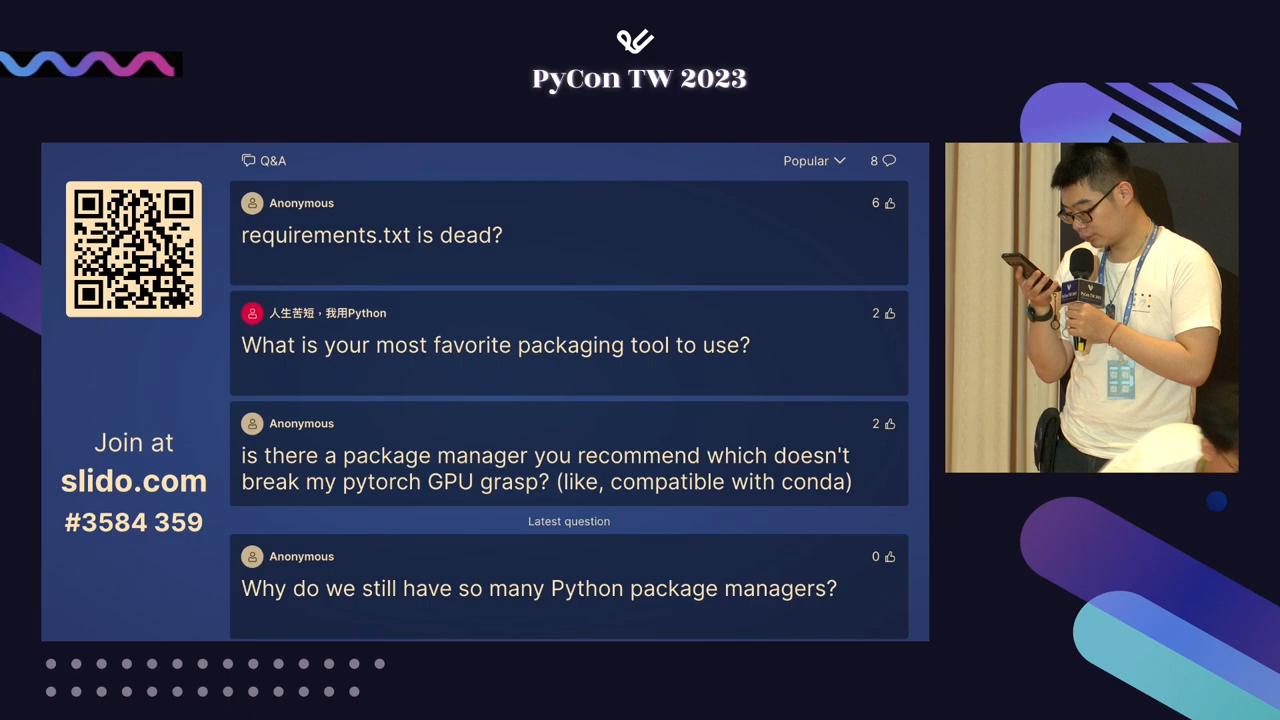 PyCon TW 2023
Q&A
Popular
8
Anonymous
6
requirements.txt is dead?
人生苦短，我用Python
2
What is your most favorite packaging tool to use?
Anonymous
2
is there a package manager you recommend which doesn't
break my pytorch GPU grasp? (like, compatible with conda)
Latest question
Anonymous
0
Why do we still have so many Python package managers?
Join at
slido.com
#3584 359